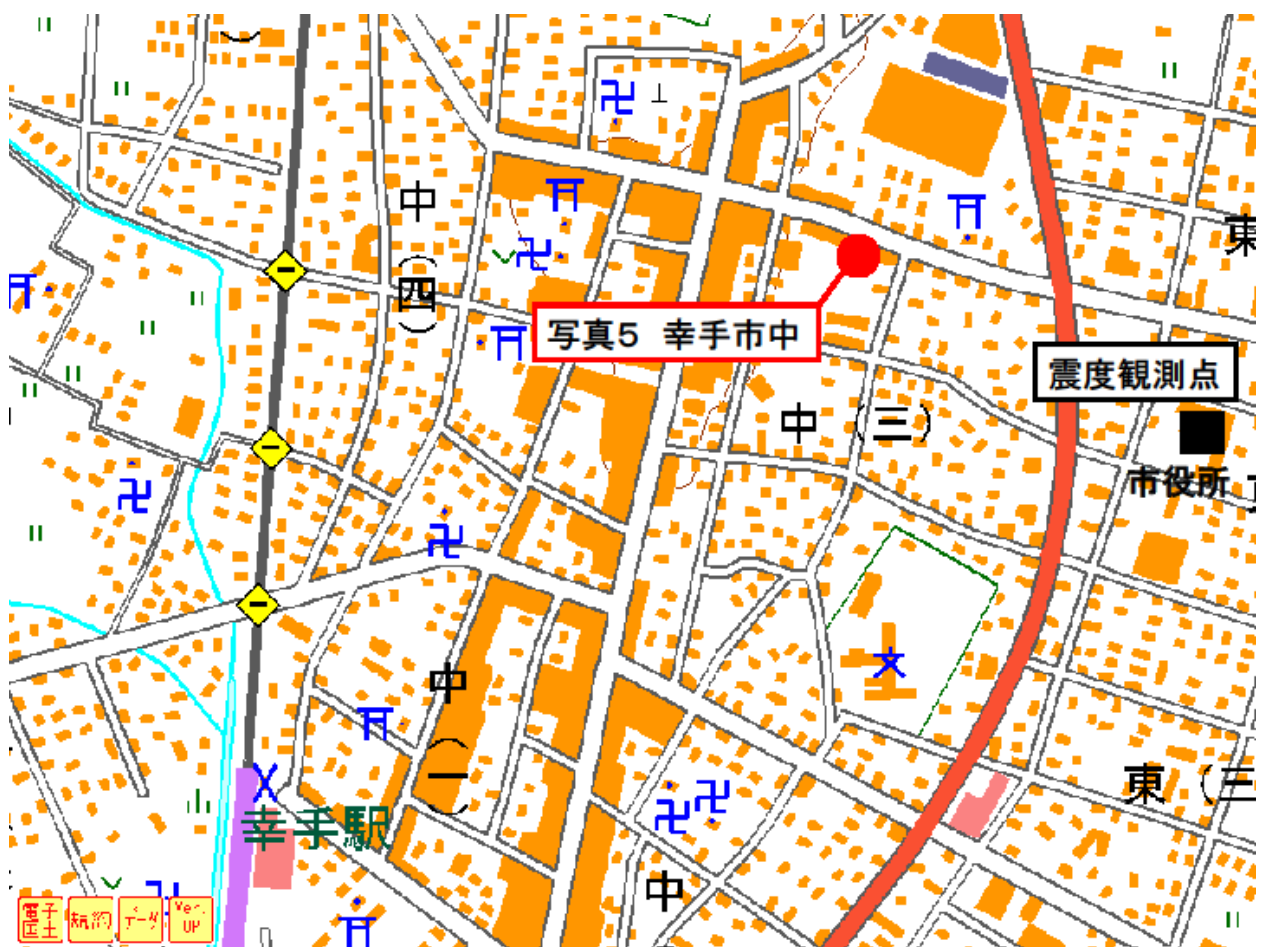 中
(四)
東
写真5 幸手市中
震度観測点
中 (三)
市役所
中
(一)
東 (三
幸手駅
中
電子
国土
規約
データ
Ver.
UP